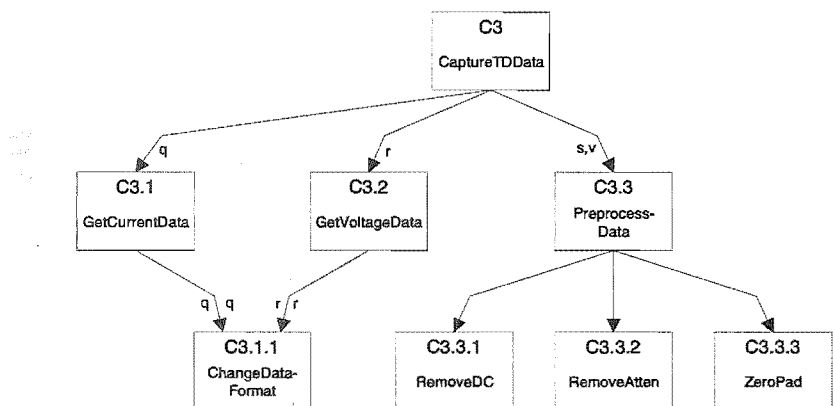 C3
CaptureTDData
q
r
s,v
C3.1
GetCurrentData
C3.2
GetVoltageData
C3.3
Preprocess-
Data
q q
r r
C3.1.1
ChangeData-
Format
C3.3.1
RemoveDC
C3.3.2
RemoveAtten
C3.3.3
ZeroPad